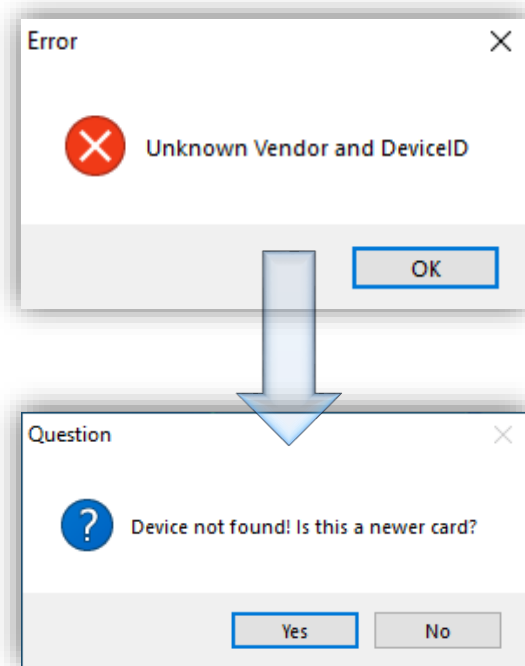 Error
Unknown Vendor and DeviceID
OK
Question
Device not found! Is this a newer card?
Yes No